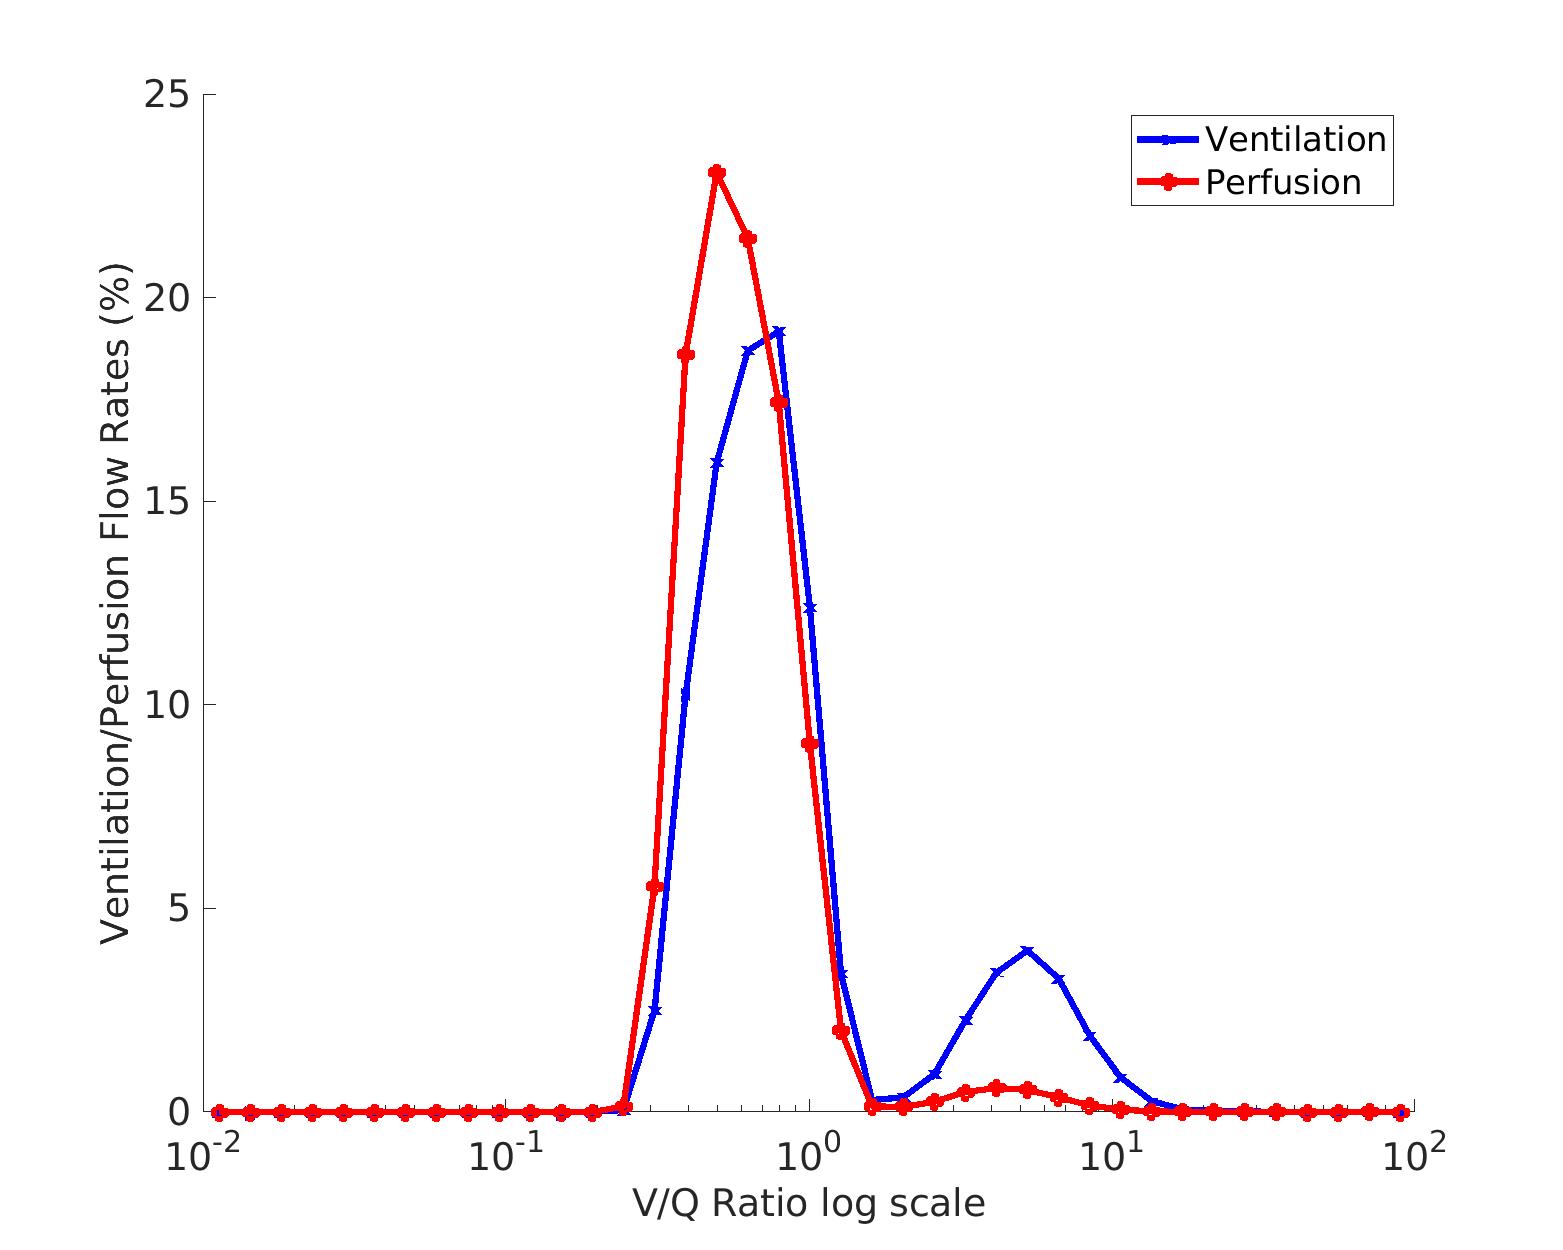 25
20
15
10
5
0
Ventilation/Perfusion Flow Rates (%)
Ventilation
Perfusion
10-2 10-1 100 101 102
V/Q Ratio log scale